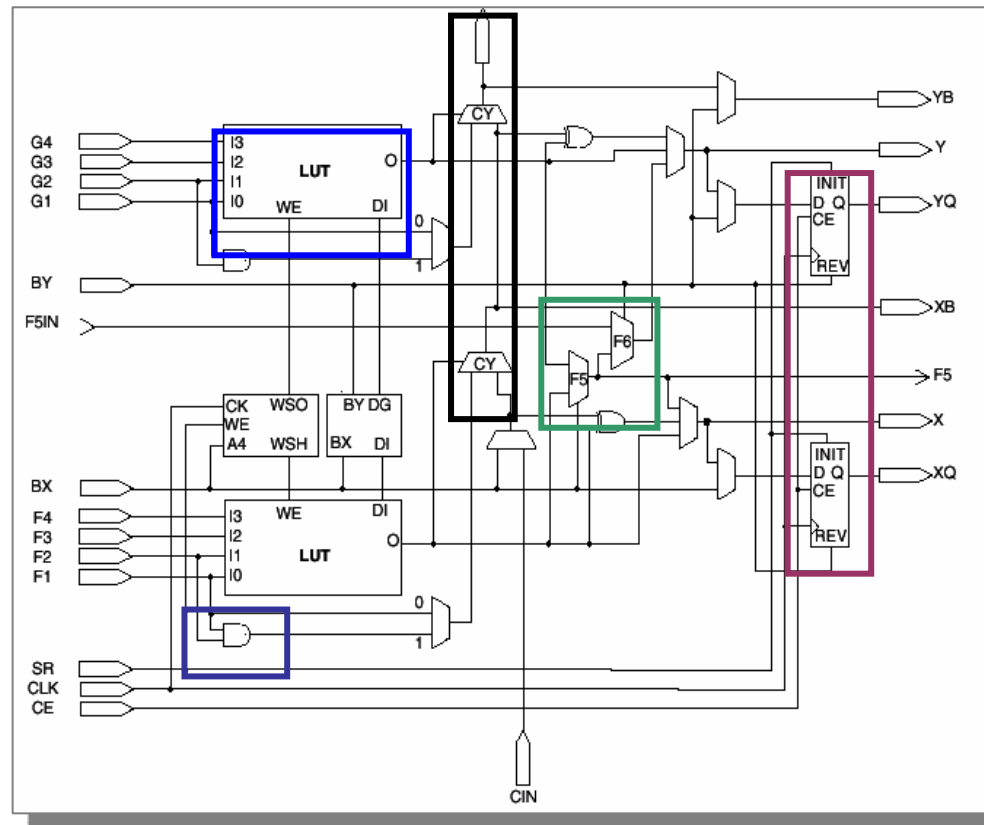 YB
CY
G4
I3
G3
I2
LUT
O
Y
G2
I1
G1
I0
WE
DI
INIT
D Q
YQ
CE
0
1
REV
BY
XB
F5IN
F6
CY
F5
F5
CK
WSO
BY DG
WE
X
A4
WSH
BX
DI
INIT
D Q
XQ
BX
CE
F4
I3
WE
DI
F3
I2
REV
F2
I1
LUT
O
F1
I0
0
1
SR
CLK
CE
CIN